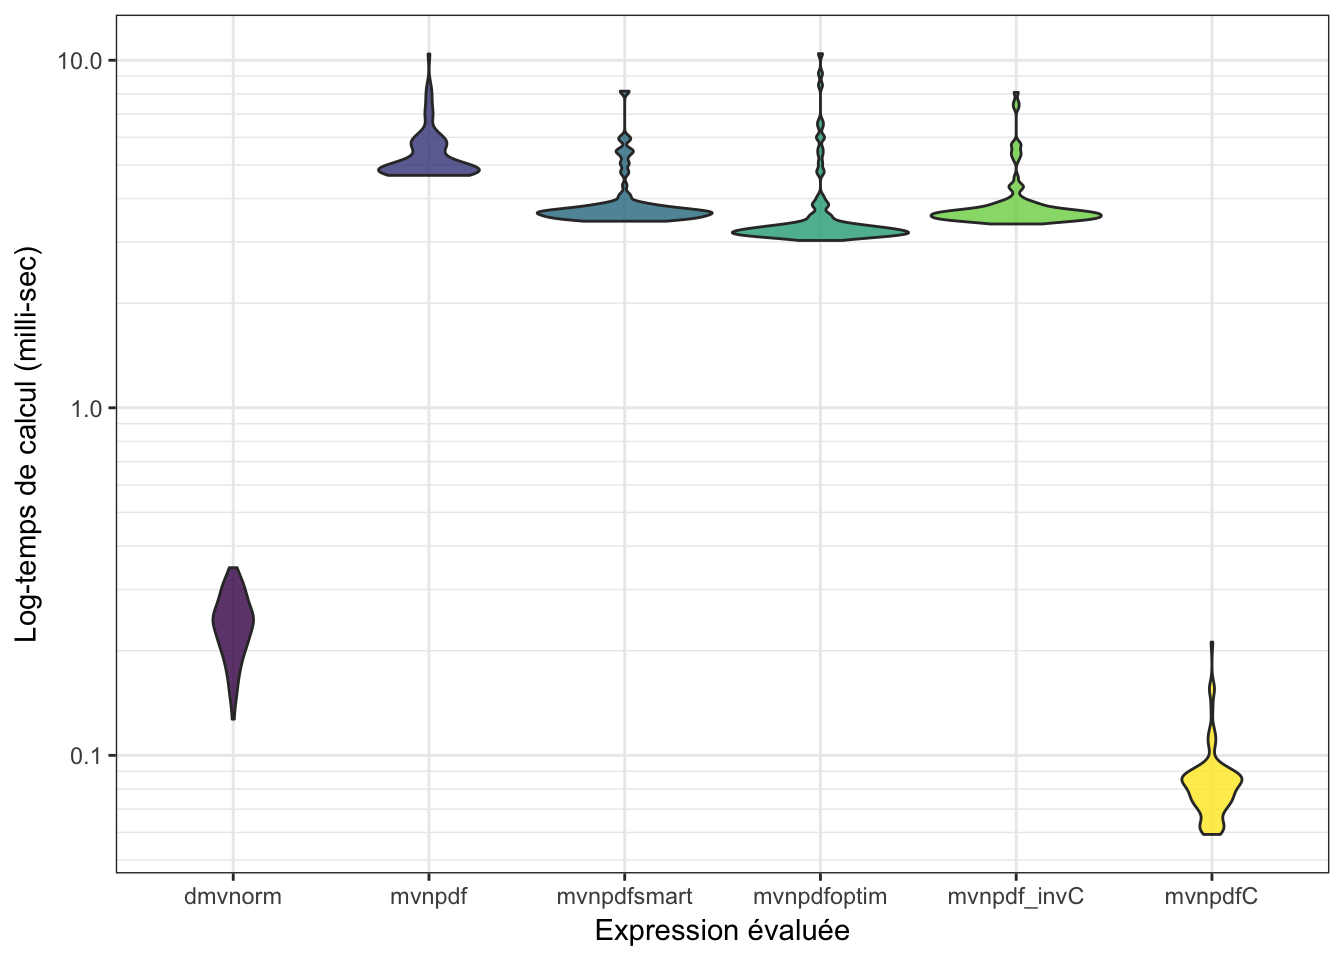 Log-temps de calcul (milli-sec)
10.0
1.0
0.1
dmvnorm mvnpdf mvnpdfsmart mvnpdfoptim mvnpdf_invC mvnpdfC
Expression évaluée